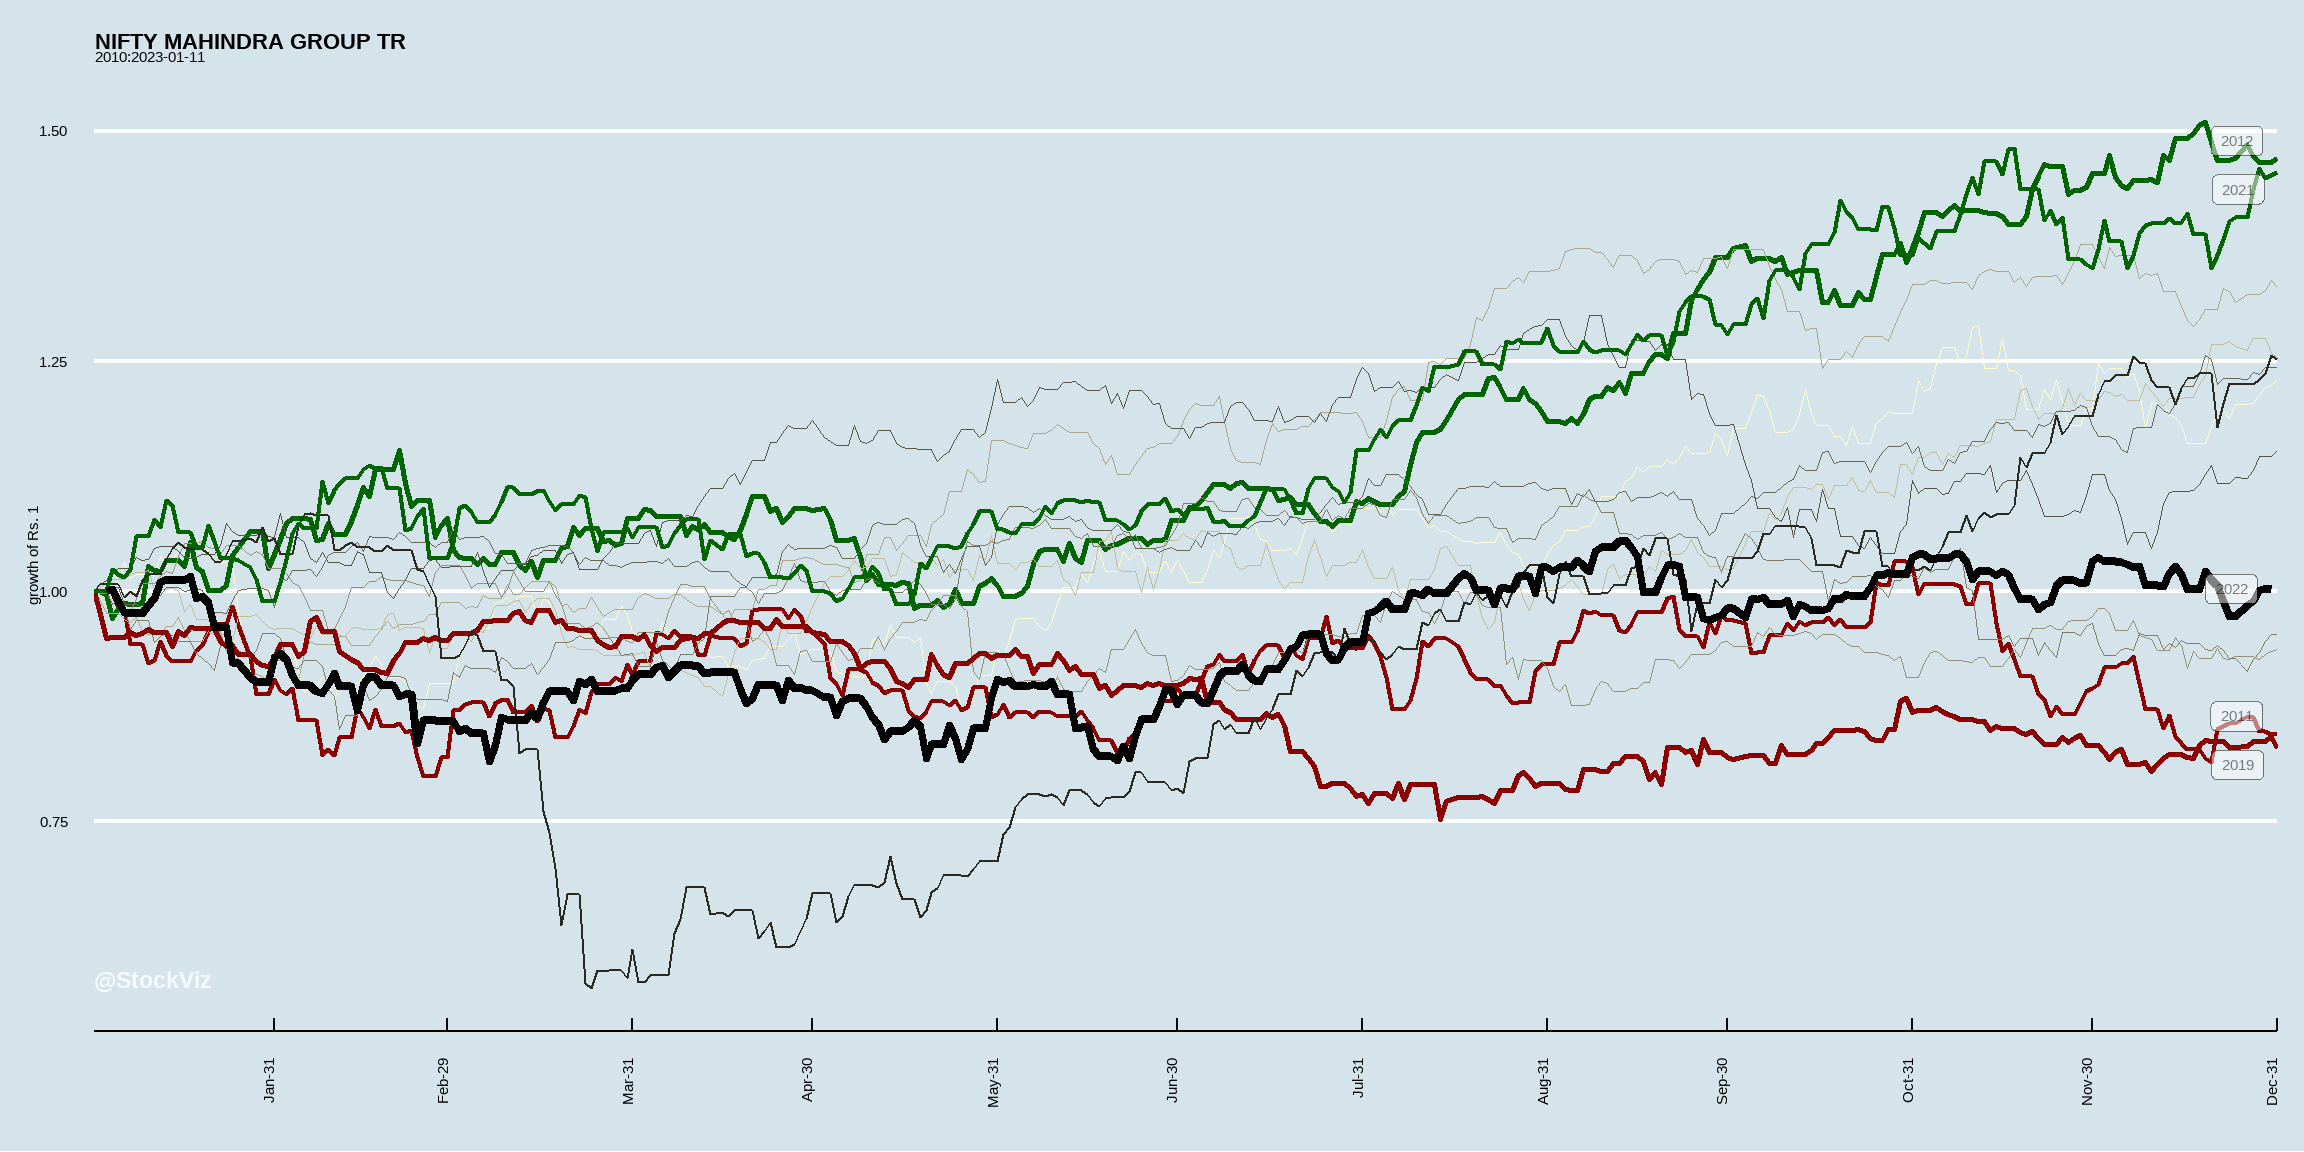 NIFTY MAHINDRA GROUP TR
2010:2023-01-11
growth of Rs. 1
1.50
1.25
1.00
0.75
2012
2021
2022
2011
2019
@StockViz
Jan-31
Feb-29
Mar-31
Apr-30
May-31
Jun-30
Jul-31
Aug-31
Sep-30
Oct-31
Nov-30
Dec-31